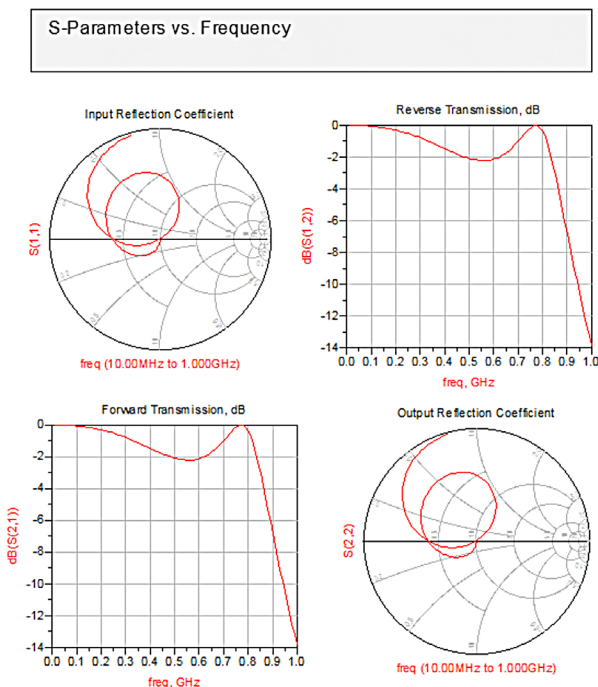 S-Parameters vs. Frequency
Input Reflection Coefficient
S(1,1)
freq (10.00MHz to 1.000GHz)
Reverse Transmission, dB
dB(S(1,2))
0
-2
-4
-6
-8
-10
-12
-14
0.0 0.1 0.2 0.3 0.4 0.5 0.6 0.7 0.8 0.9 1.0
freq, GHz
Forward Transmission, dB
dB(S(2,1))
0
-2
-4
-6
-8
-10
-12
-14
0.0 0.1 0.2 0.3 0.4 0.5 0.6 0.7 0.8 0.9 1.0
freq, GHz
Output Reflection Coefficient
S(2,2)
freq (10.00MHz to 1.000GHz)